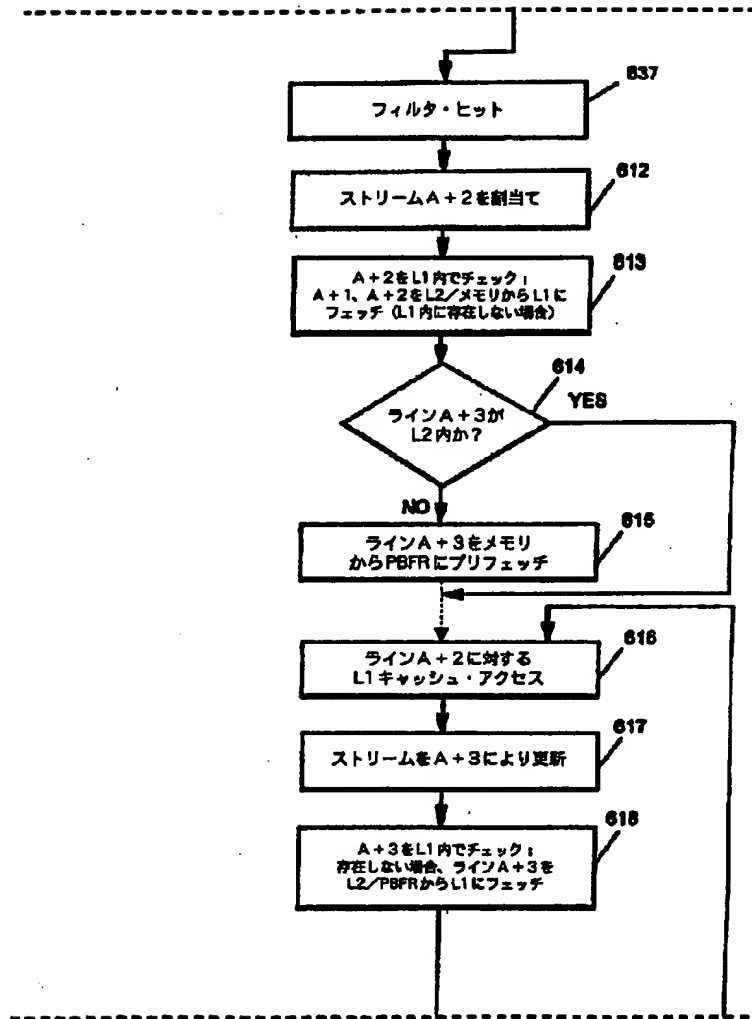 637
フィルタ・ヒット
612
ストリームA+2を割当て
613
A+2をL1内でチェック;
A+1、A+2をL2/メモリからL1に
フェッチ(L1内に存在しない場合)
614
ラインA+3が
L2内か?
YES
NO
615
ラインA+3をメモリ
からPBFRにプリフェッチ
616
ラインA+2に対する
L1キャッシュ・アクセス
617
ストリームをA+3により更新
618
A+3をL1内でチェック;
存在しない場合、ラインA+3を
L2/PBFRからL1にフェッチ